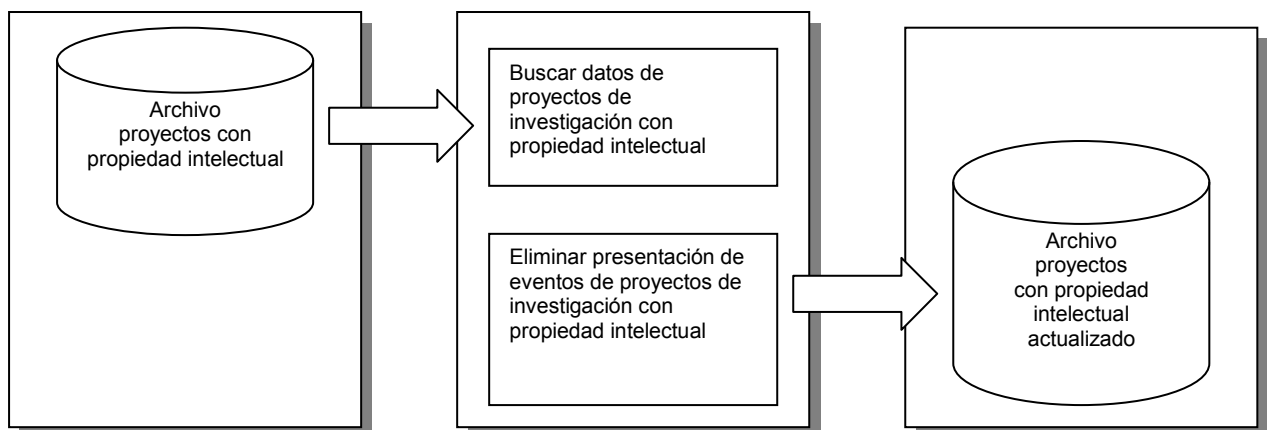 Archivo
proyectos con
propiedad intelectual
Buscar datos de
proyectos de
investigación con
propiedad intelectual
Eliminar presentación de
eventos de proyectos de
investigación con
propiedad intelectual
Archivo
proyectos
con propiedad
intelectual
actualizado